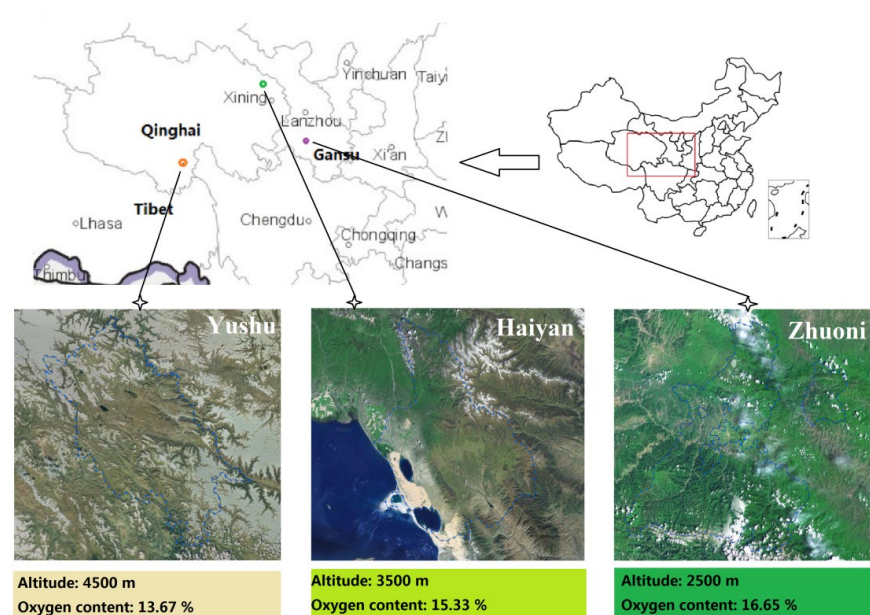 Yinchuan
Taiyi
Xining
Lanzhou
Qinghai
Gansu
Xi'an
Tibet
Lhasa
Chengdu
W
Chongqing
Thimbu
Changs
Yushu
Haiyan
Zhuoni
Altitude: 4500 m
Oxygen content: 13.67 %
Altitude: 3500 m
Oxygen content: 15.33 %
Altitude: 2500 m
Oxygen content: 16.65 %